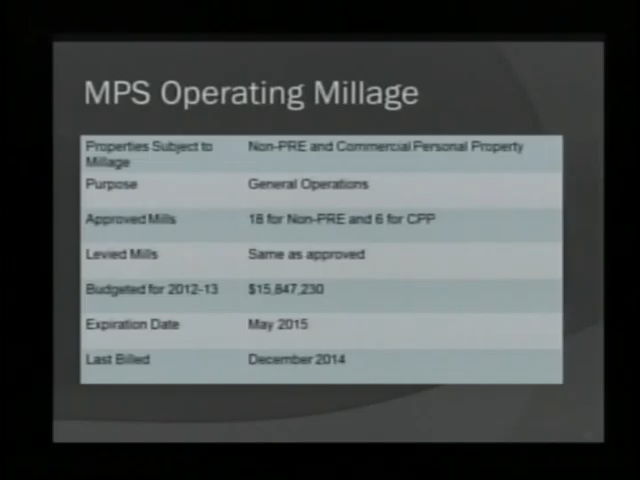 MPS Operating Millage
Properties Subject to Non-PRE and Commercial Personal Property
Millage
Purpose General Operations
Approved Mills 18 for Non-PRE and 6 for CPP
Levied Mills Same as approved
Budgeted for 2012-13 $15,847,230
Expiration Date May 2015
Last Billed December 2014